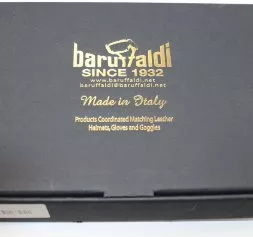 baruffaldi
SINCE 1932
www.baruffaldi.net
baruffaldi@baruffaldi.net
Made in Italy
Products Coordinated Matching Leather
Helmets, Gloves and Goggles